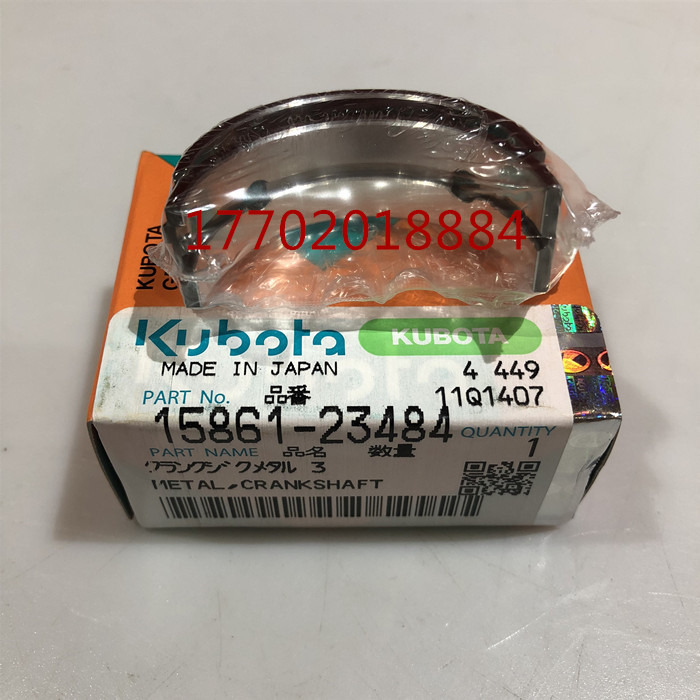 17702018884
KUBOTA
G
Kubota
KUBOTA
MADE IN JAPAN
4 449
PART No.
品番
11Q1407
15861-23484
QUANTITY
1
PART NAME
品名
数量
クランクジクメタル 3
METAL,CRANKSHAFT